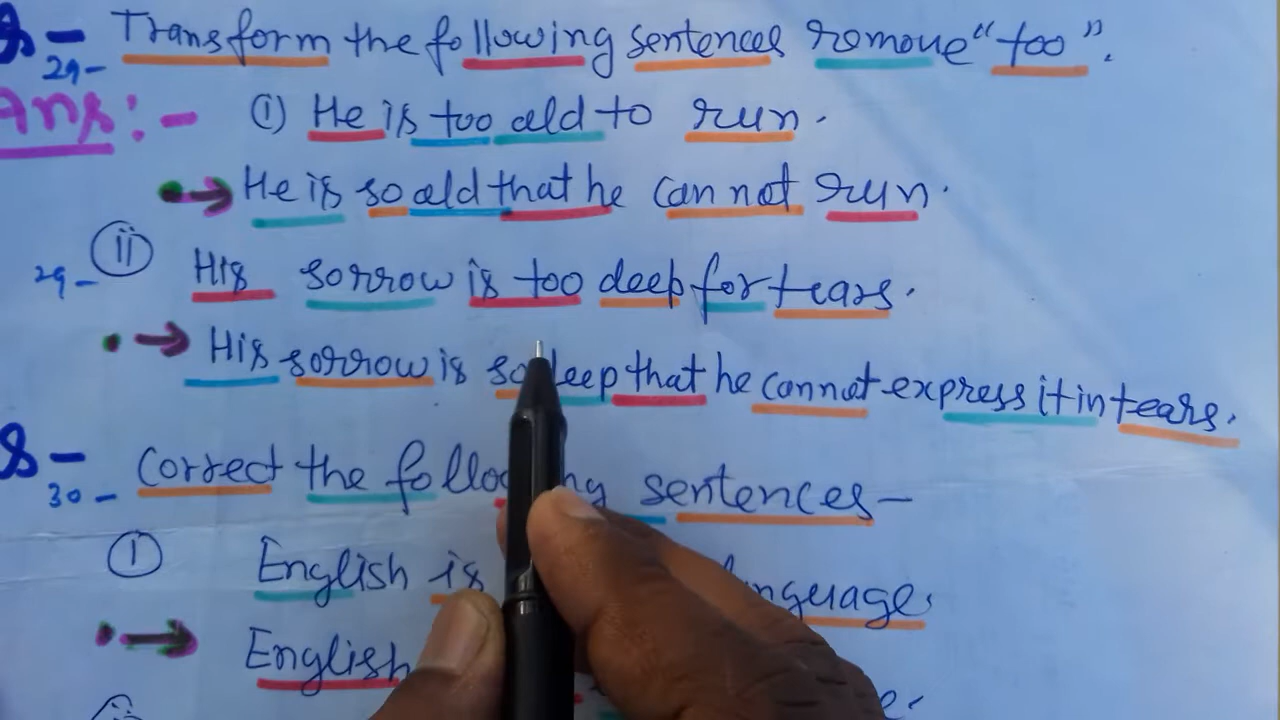 Q- Transform the following sentences remove "too".
29-
Ans:- (i) He is too old to run.
He is so old that he can not run.
29- (ii) His sorrow is too deep for tears.
His sorrow is so deep that he cannot express it in tears.
Q- Correct the following sentences-
30-
(i) English is language.
English